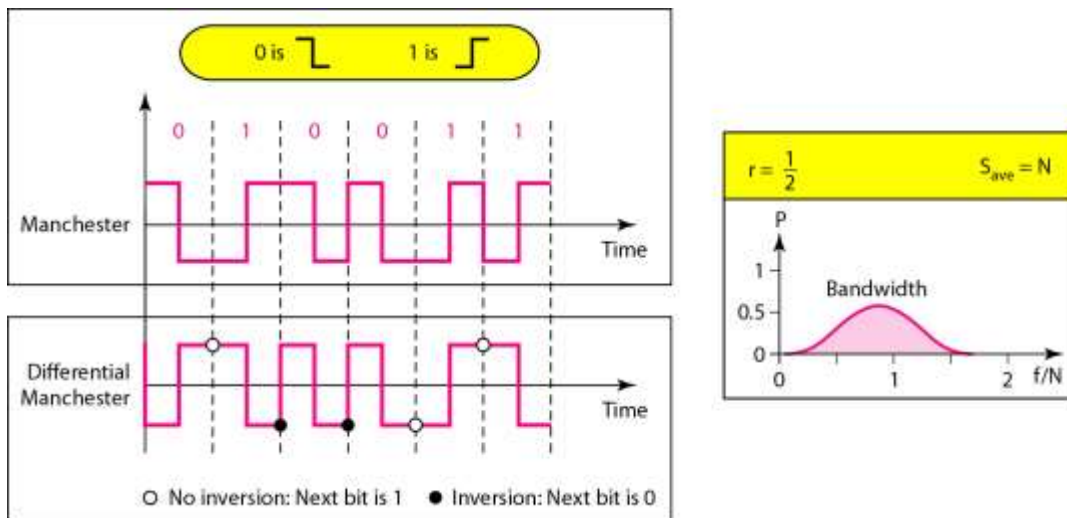 0 is 1 is
0 1 0 0 1 1
Manchester
Time
Differential
Manchester
Time
No inversion: Next bit is 1 Inversion: Next bit is 0
r = 1/2 Save = N
P
1
Bandwidth
0.5
0
0 1 2 f/N